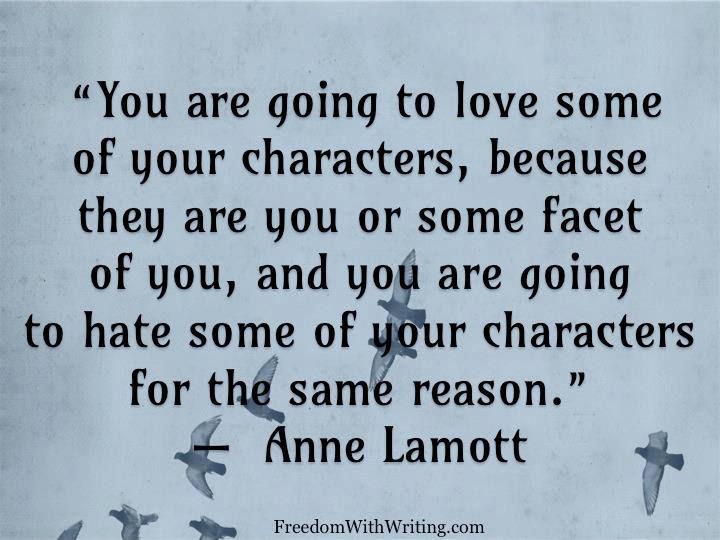 “You are going to love some
of your characters, because
they are you or some facet
of you, and you are going
to hate some of your characters
for the same reason.”
— Anne Lamott
FreedomWithWriting.com